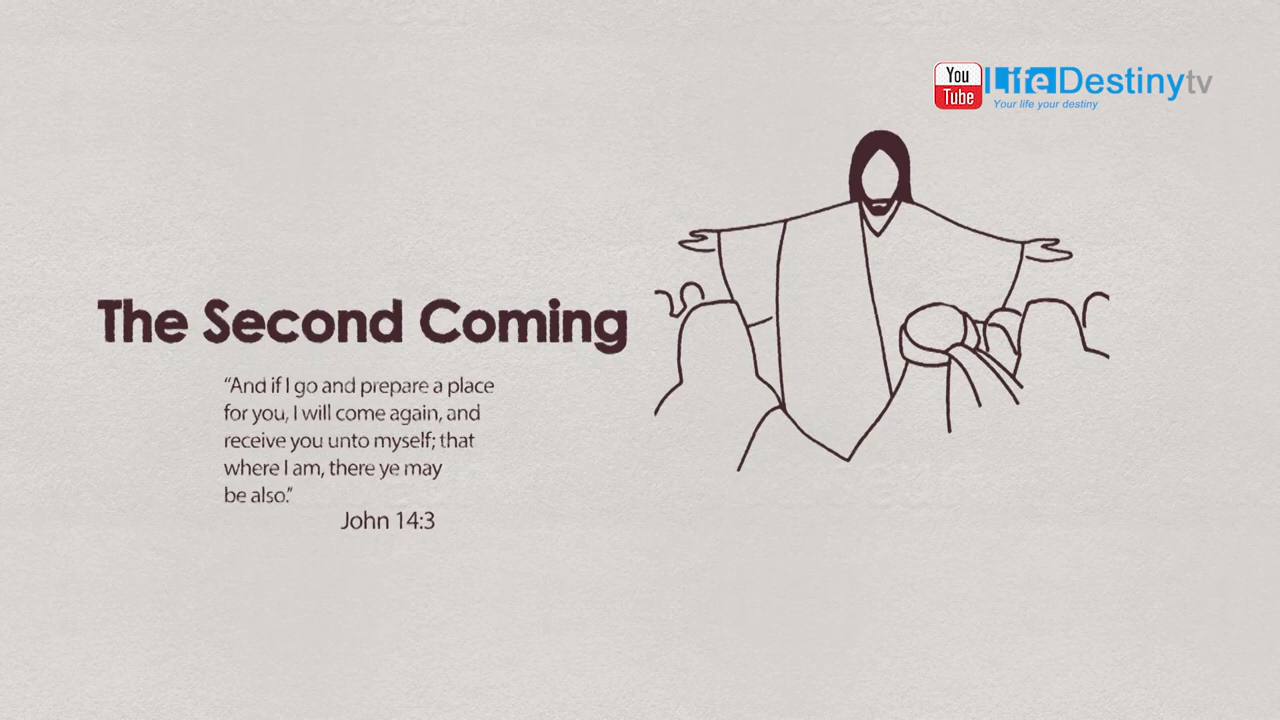 You
Tube
LifeDestinytv
Your life your destiny
The Second Coming
“And if I go and prepare a place
for you, I will come again, and
receive you unto myself; that
where I am, there ye may
be also.”
John 14:3